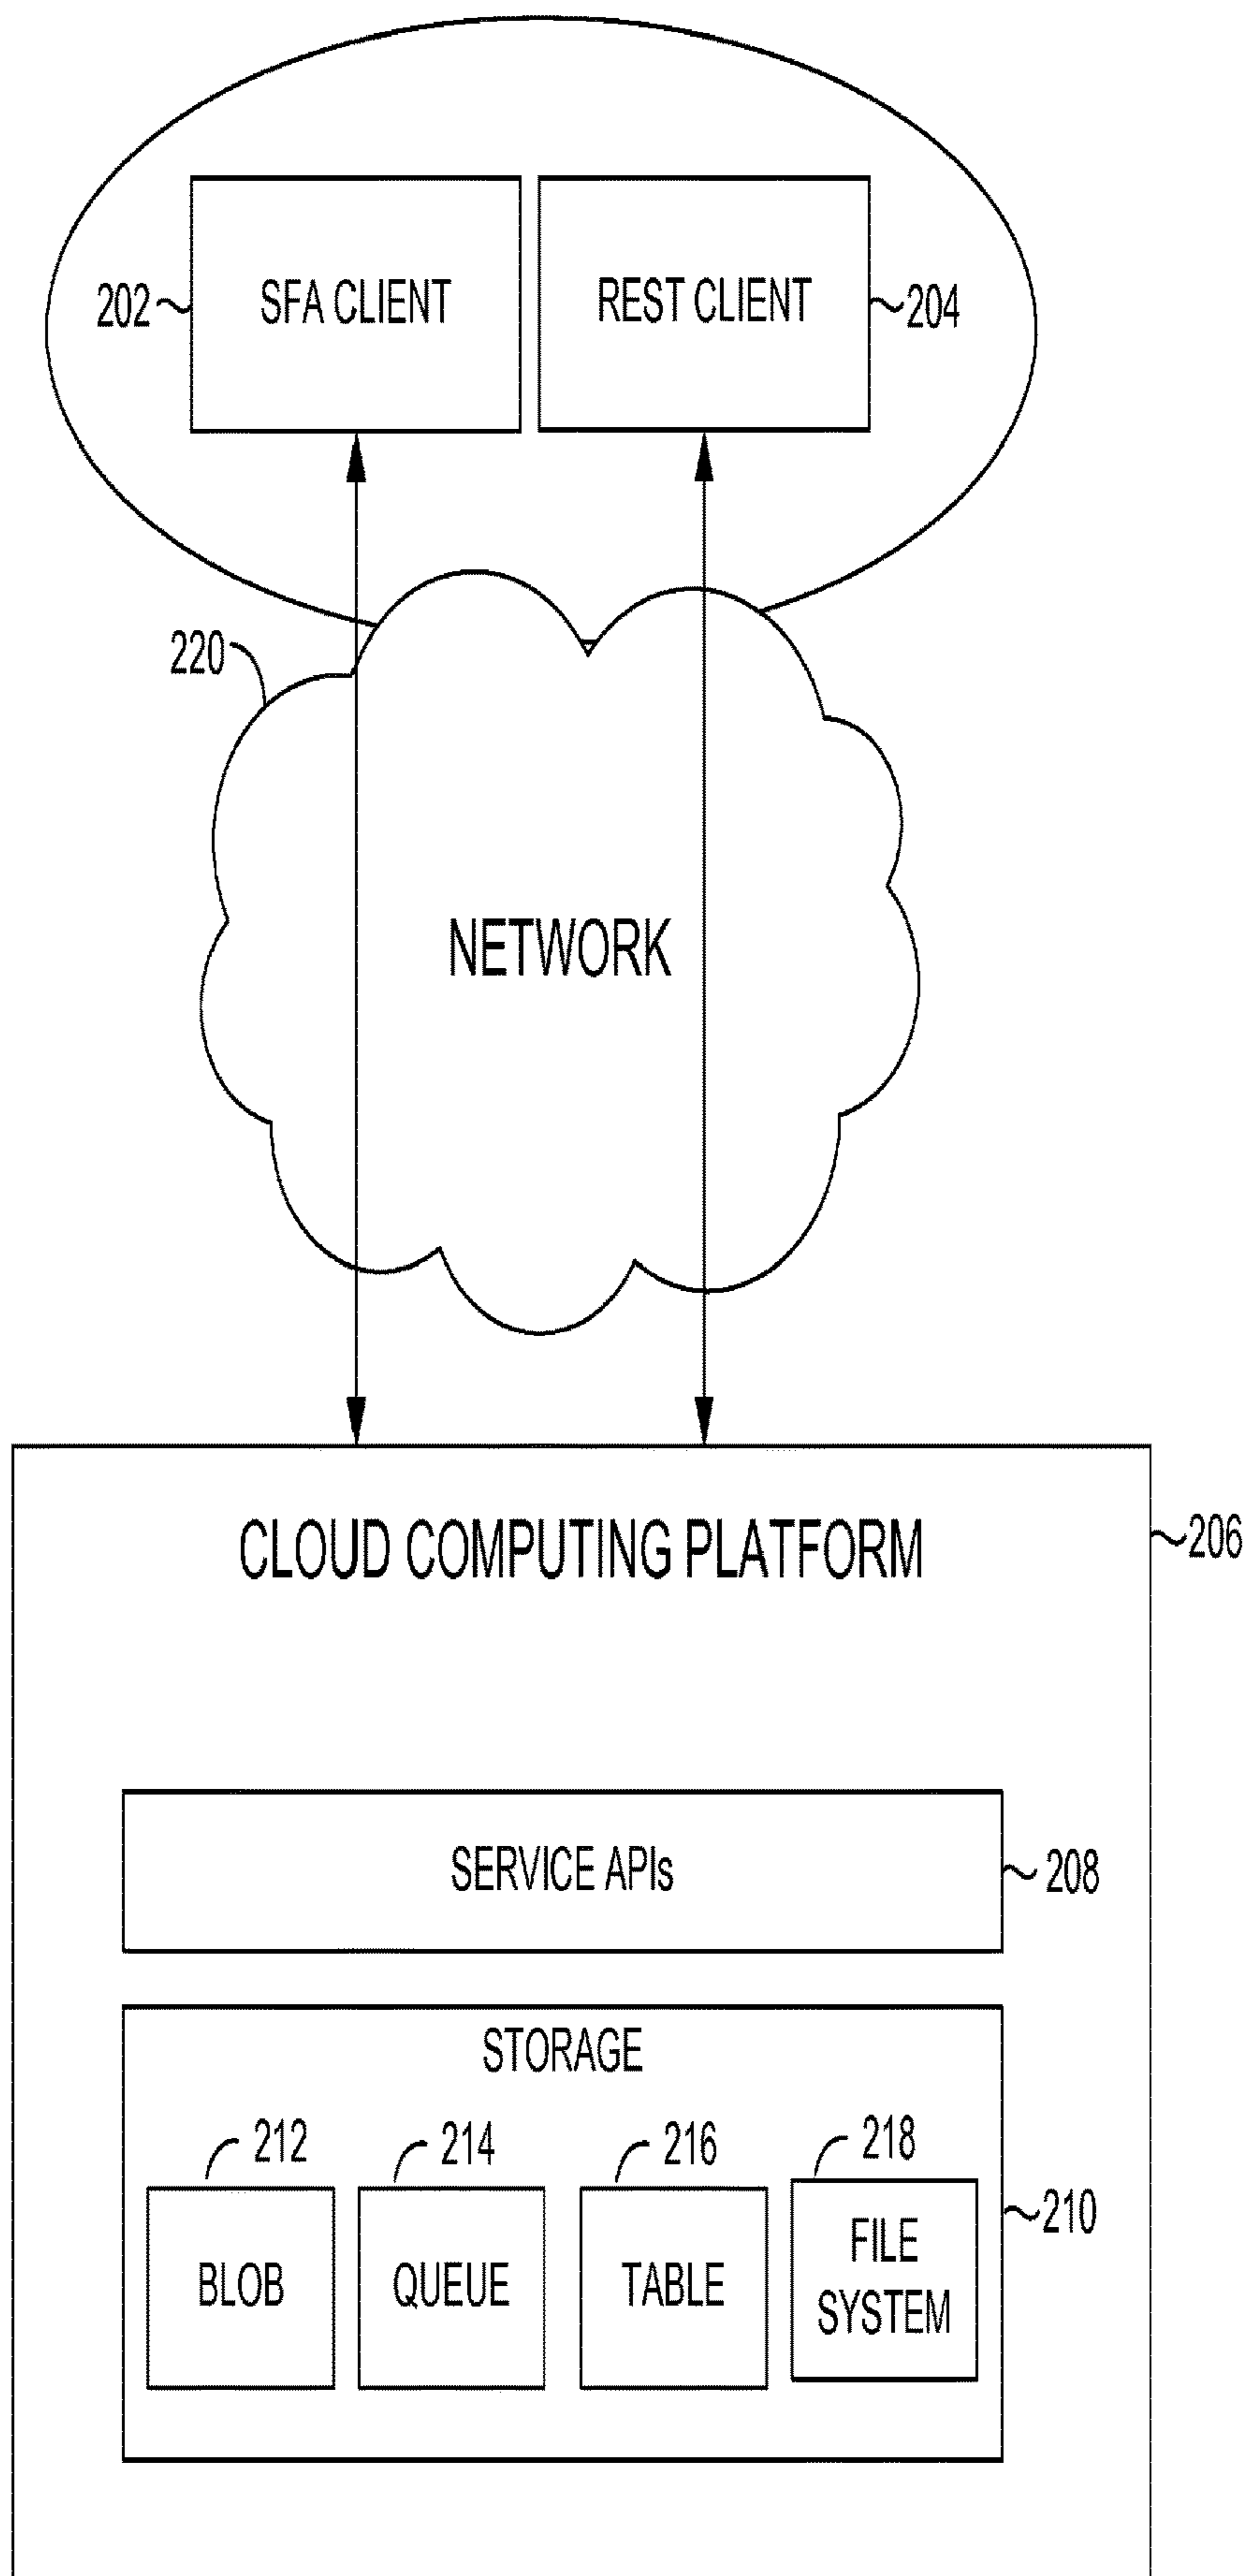 202
SFA CLIENT
REST CLIENT
204
220
NETWORK
CLOUD COMPUTING PLATFORM
206
SERVICE APIs
208
STORAGE
212
214
216
218
210
BLOB
QUEUE
TABLE
FILE
SYSTEM